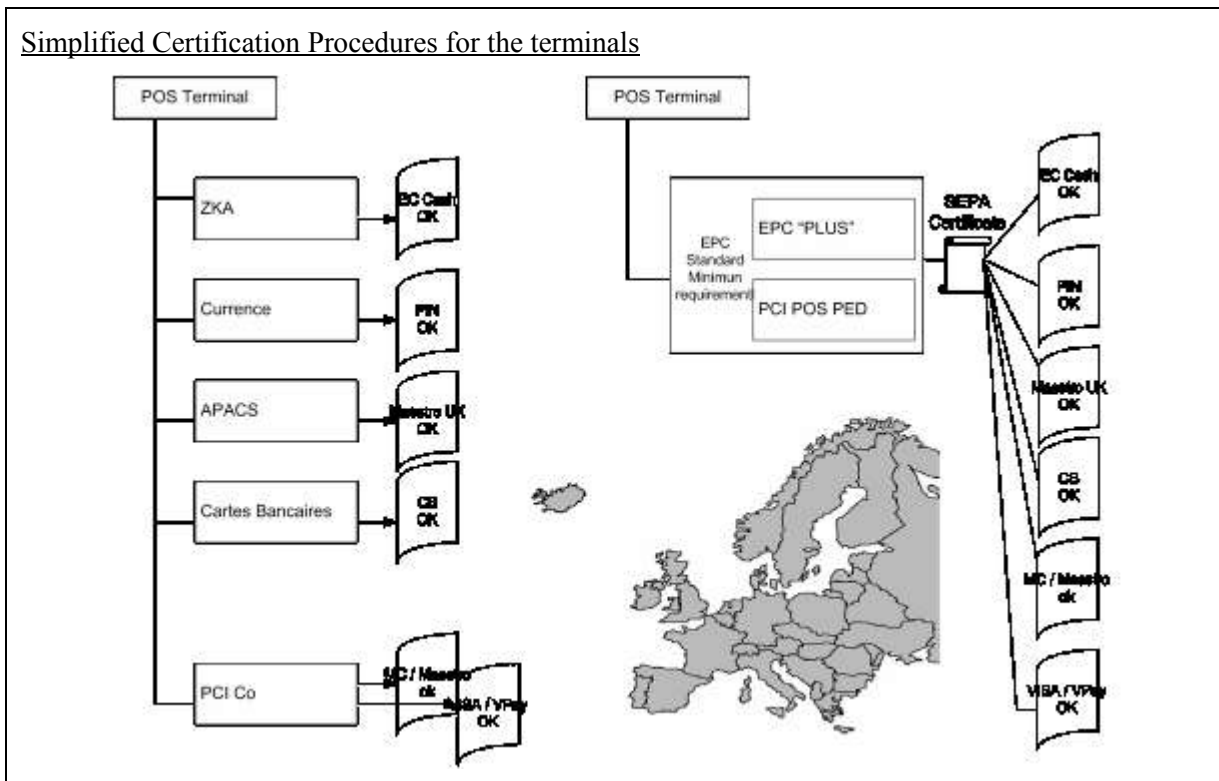 Simplified Certification Procedures for the terminals
POS Terminal
ZKA
EC Cash
OK
Currence
PIN
OK
APACS
Maestro UK
OK
Cartes Bancaires
CB
OK
PCI Co
MC / Maestro
ok
VISA / VPay
OK
POS Terminal
EPC
Standard
Minimun
requirement
EPC "PLUS"
PCI POS PED
SEPA
Certificate
EC Cash
OK
PIN
OK
Maestro UK
OK
CB
OK
MC / Maestro
ok
VISA / VPay
OK